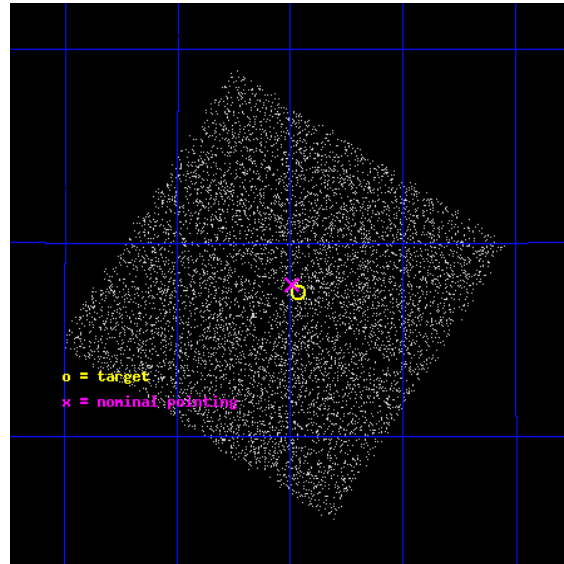 o = target
x = nominal pointing